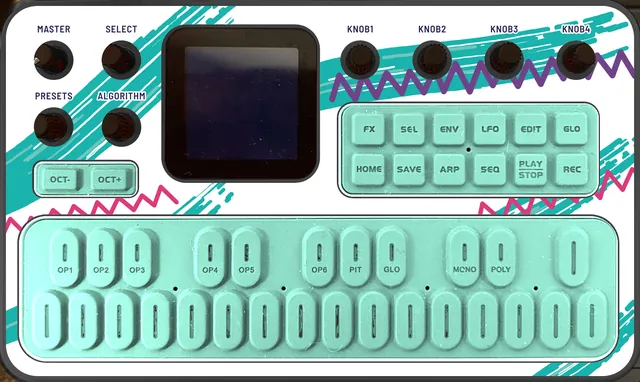 MASTER SELECT KNOB1 KNOB2 KNOB3 KNOB4
PRESETS ALGORITHM
FX SEL ENV LFO EDIT GLO
HOME SAVE ARP SEQ PLAY STOP REC
OCT- OCT+
OP1 OP2 OP3 OP4 OP5 OP6 PIT GLO MONO POLY